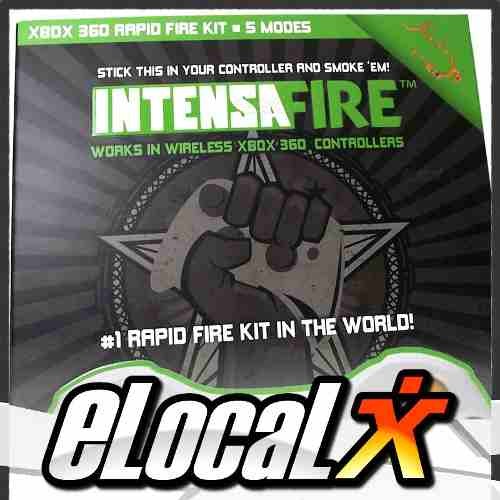 XBOX 360 RAPID FIRE KIT = 5 MODES
STICK THIS IN YOUR CONTROLLER AND SMOKE 'EM!
INTENSAFIRE™
WORKS IN WIRELESS XBOX 360 CONTROLLERS
#1 RAPID FIRE KIT IN THE WORLD!
eLocaLX